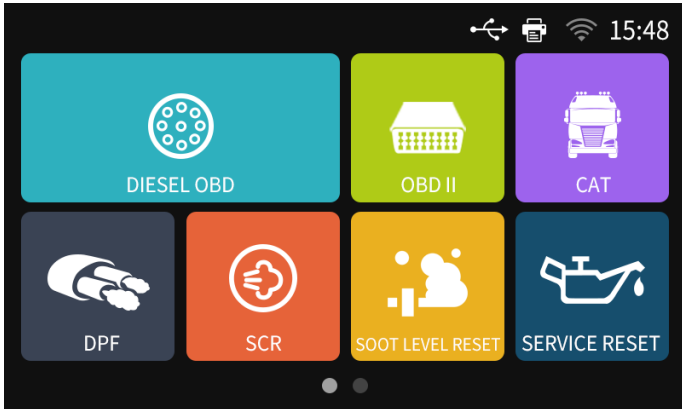 15:48
DIESEL OBD
OBD II
CAT
DPF
SCR
SOOT LEVEL RESET
SERVICE RESET